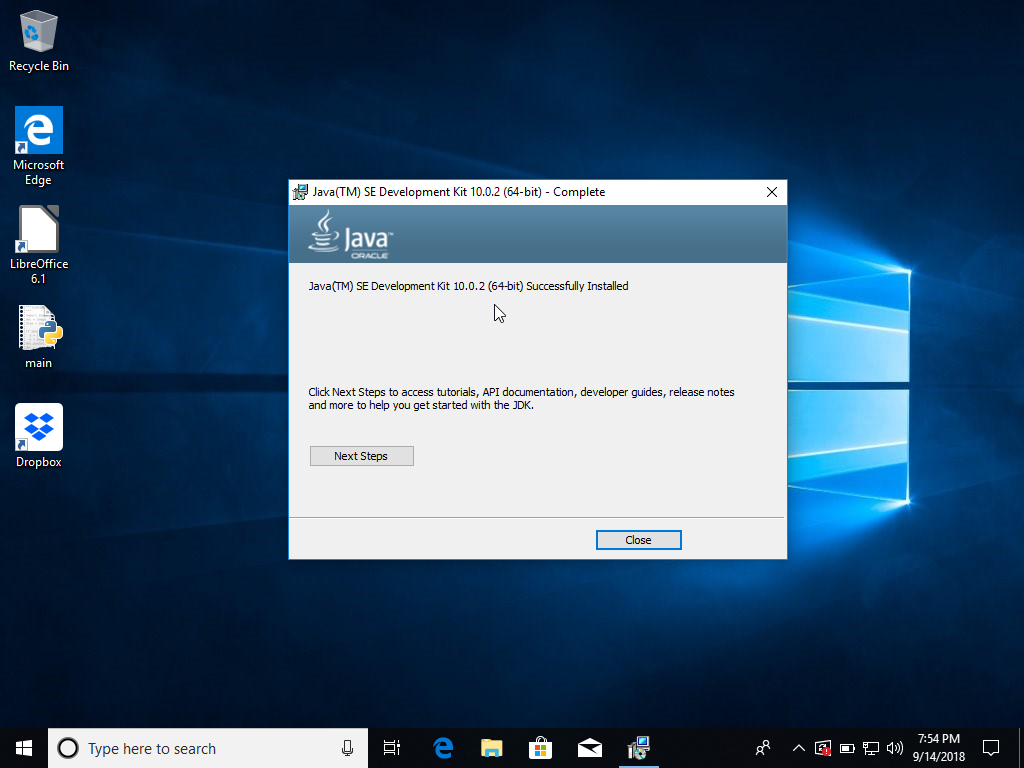 Recycle Bin
Microsoft
Edge
LibreOffice
6.1
main
Dropbox
Java(TM) SE Development Kit 10.0.2 (64-bit) - Complete
Java™
ORACLE
Java(TM) SE Development Kit 10.0.2 (64-bit) Successfully Installed
Click Next Steps to access tutorials, API documentation, developer guides, release notes
and more to help you get started with the JDK.
Next Steps
Close
Type here to search
7:54 PM
9/14/2018